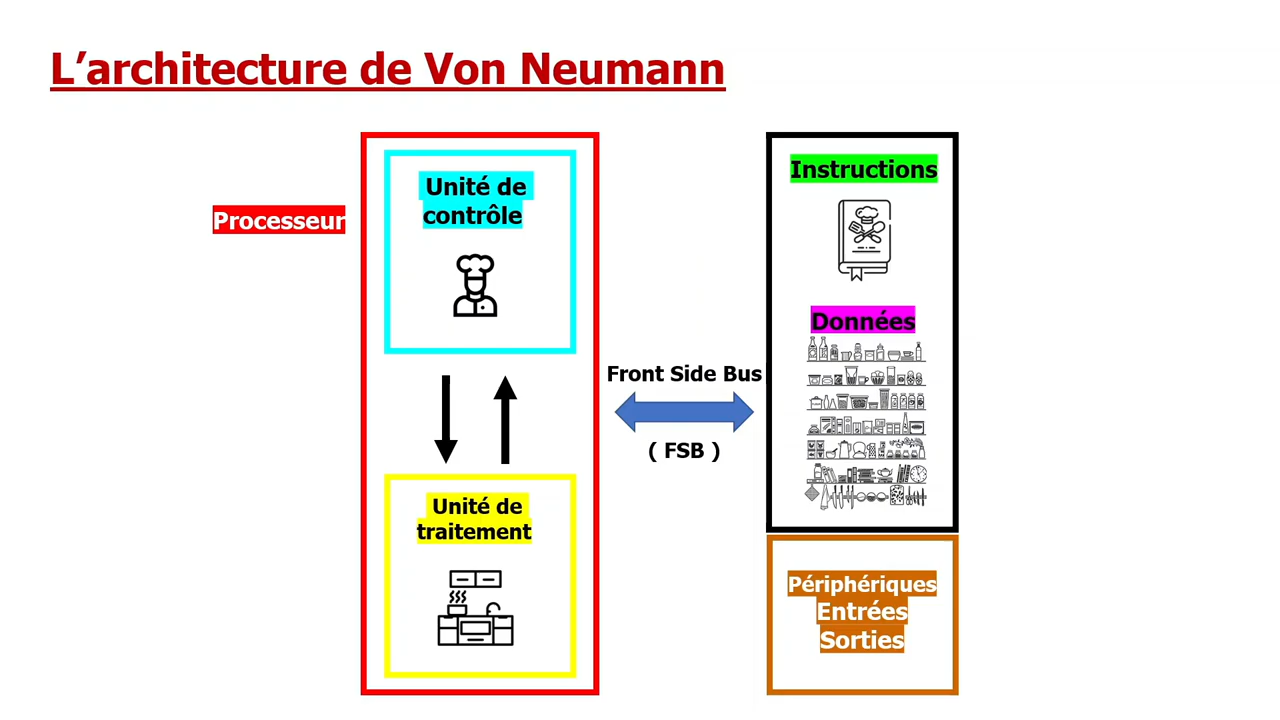 L’architecture de Von Neumann
Processeur
Unité de
contrôle
Unité de
traitement
Front Side Bus
( FSB )
Instructions
Données
Périphériques
Entrées
Sorties